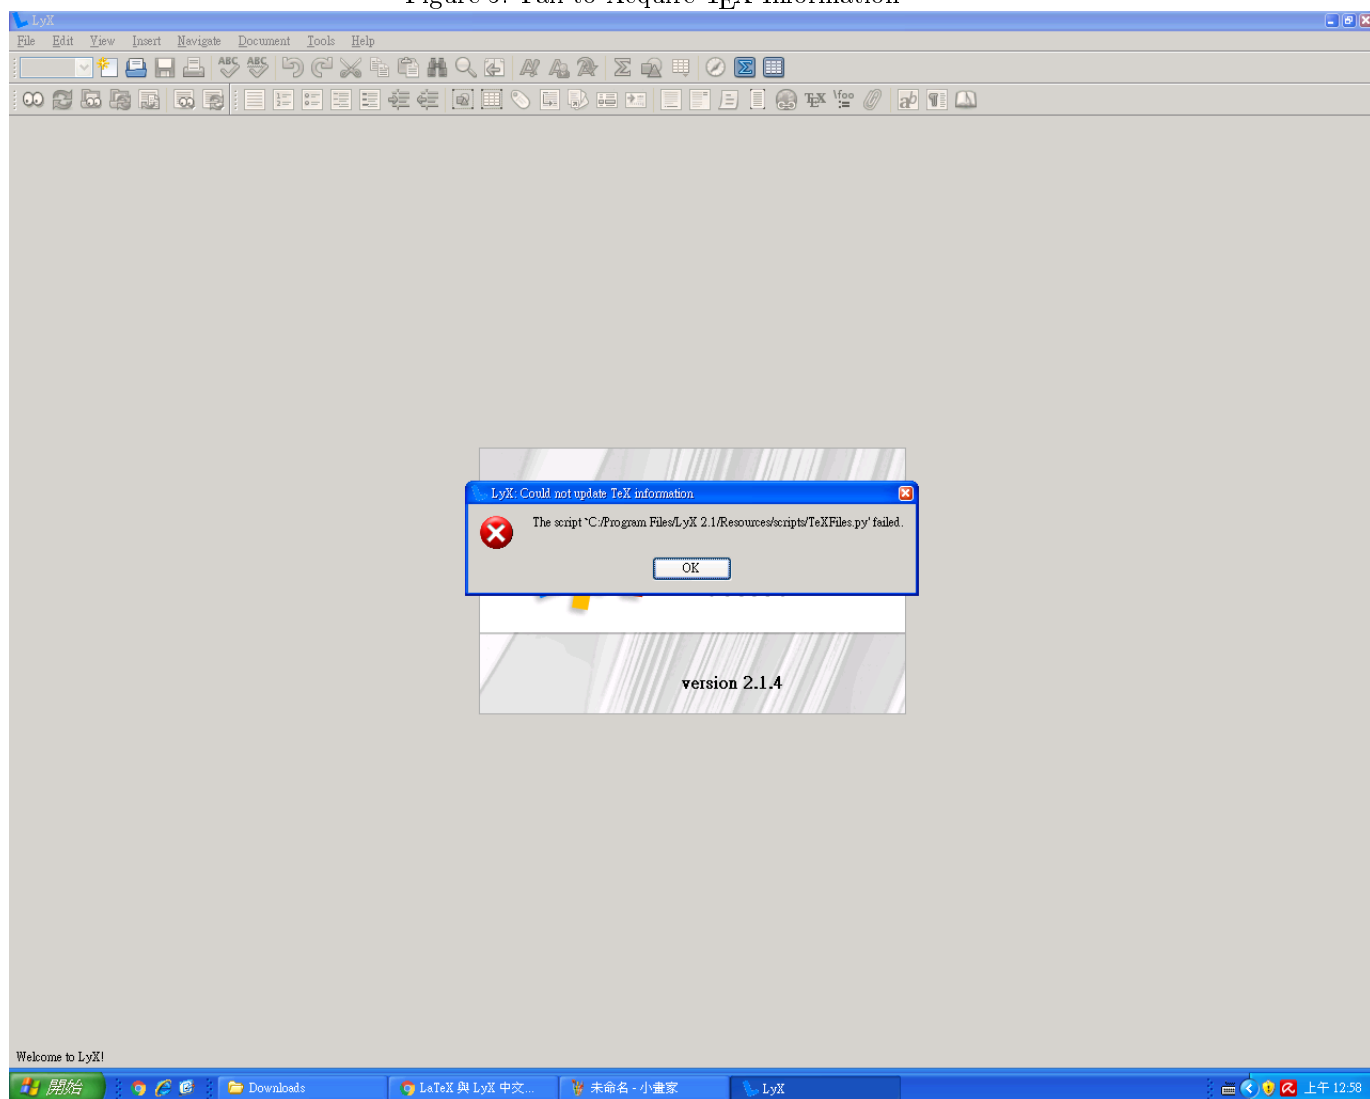 LyX
File Edit View Insert Navigate Document Tools Help
LyX: Could not update TeX information
The script `C:/Program Files/LyX 2.1/Resources/scripts/TeXFiles.py' failed.
OK
version 2.1.4
Welcome to LyX!
開始 Downloads LaTeX 與 LyX 中文... 未命名 - 小畫家 LyX 上午 12:58